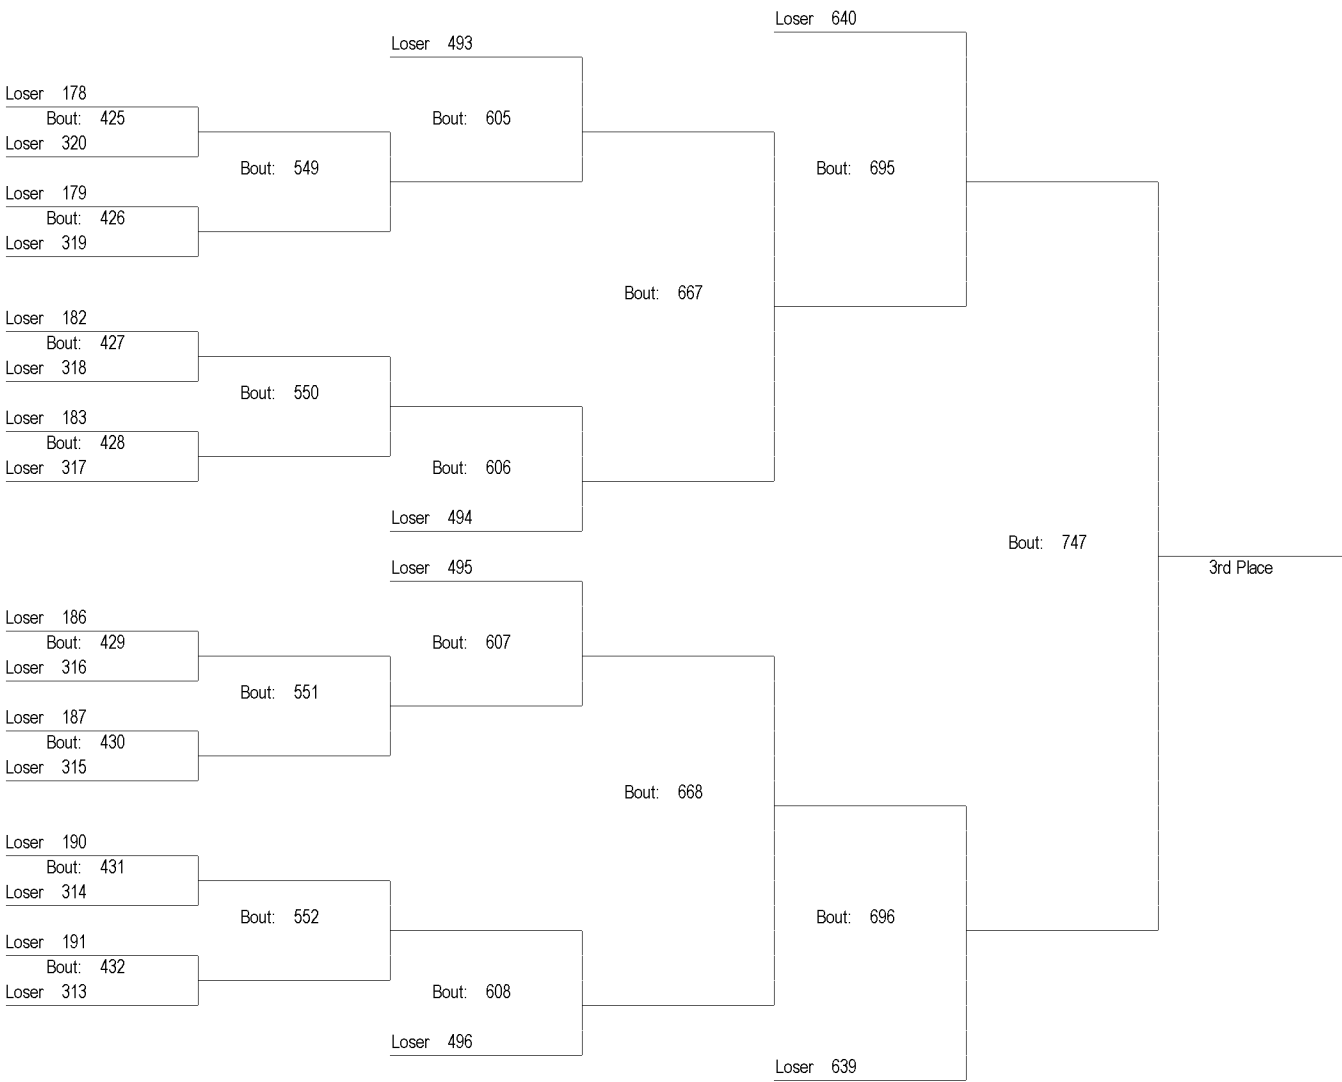 Loser 640
Loser 493
Loser 178
Bout: 425
Bout: 605
Loser 320
Bout: 549
Bout: 695
Loser 179
Bout: 426
Loser 319
Bout: 667
Loser 182
Bout: 427
Loser 318
Bout: 550
Loser 183
Bout: 428
Loser 317
Bout: 606
Loser 494
Bout: 747
Loser 495
3rd Place
Loser 186
Bout: 429
Bout: 607
Loser 316
Bout: 551
Loser 187
Bout: 430
Loser 315
Bout: 668
Loser 190
Bout: 431
Loser 314
Bout: 552
Bout: 696
Loser 191
Bout: 432
Loser 313
Bout: 608
Loser 496
Loser 639